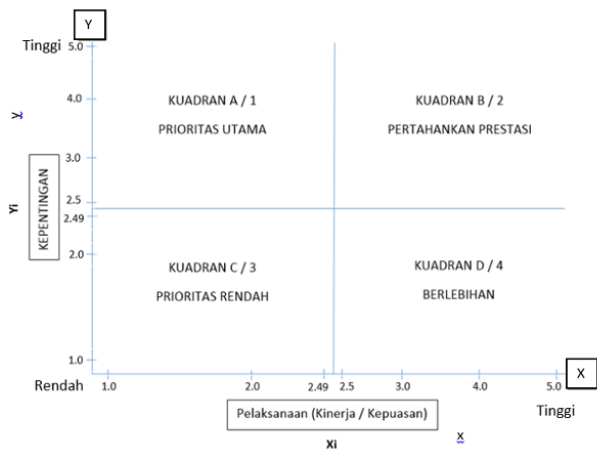 Y
Tinggi 5.0
4.0
KUADRAN A / 1
KUADRAN B / 2
y
PRIORITAS UTAMA
PERTAHANKAN PRESTASI
3.0
KEPENTINGAN
Yi
2.5
2.49
2.0
KUADRAN C / 3
KUADRAN D / 4
PRIORITAS RENDAH
BERLEBIHAN
1.0
X
Rendah
1.0 2.0 2.49 2.5 3.0 4.0 5.0
Pelaksanaan (Kinerja / Kepuasan)
Tinggi
Xi
x